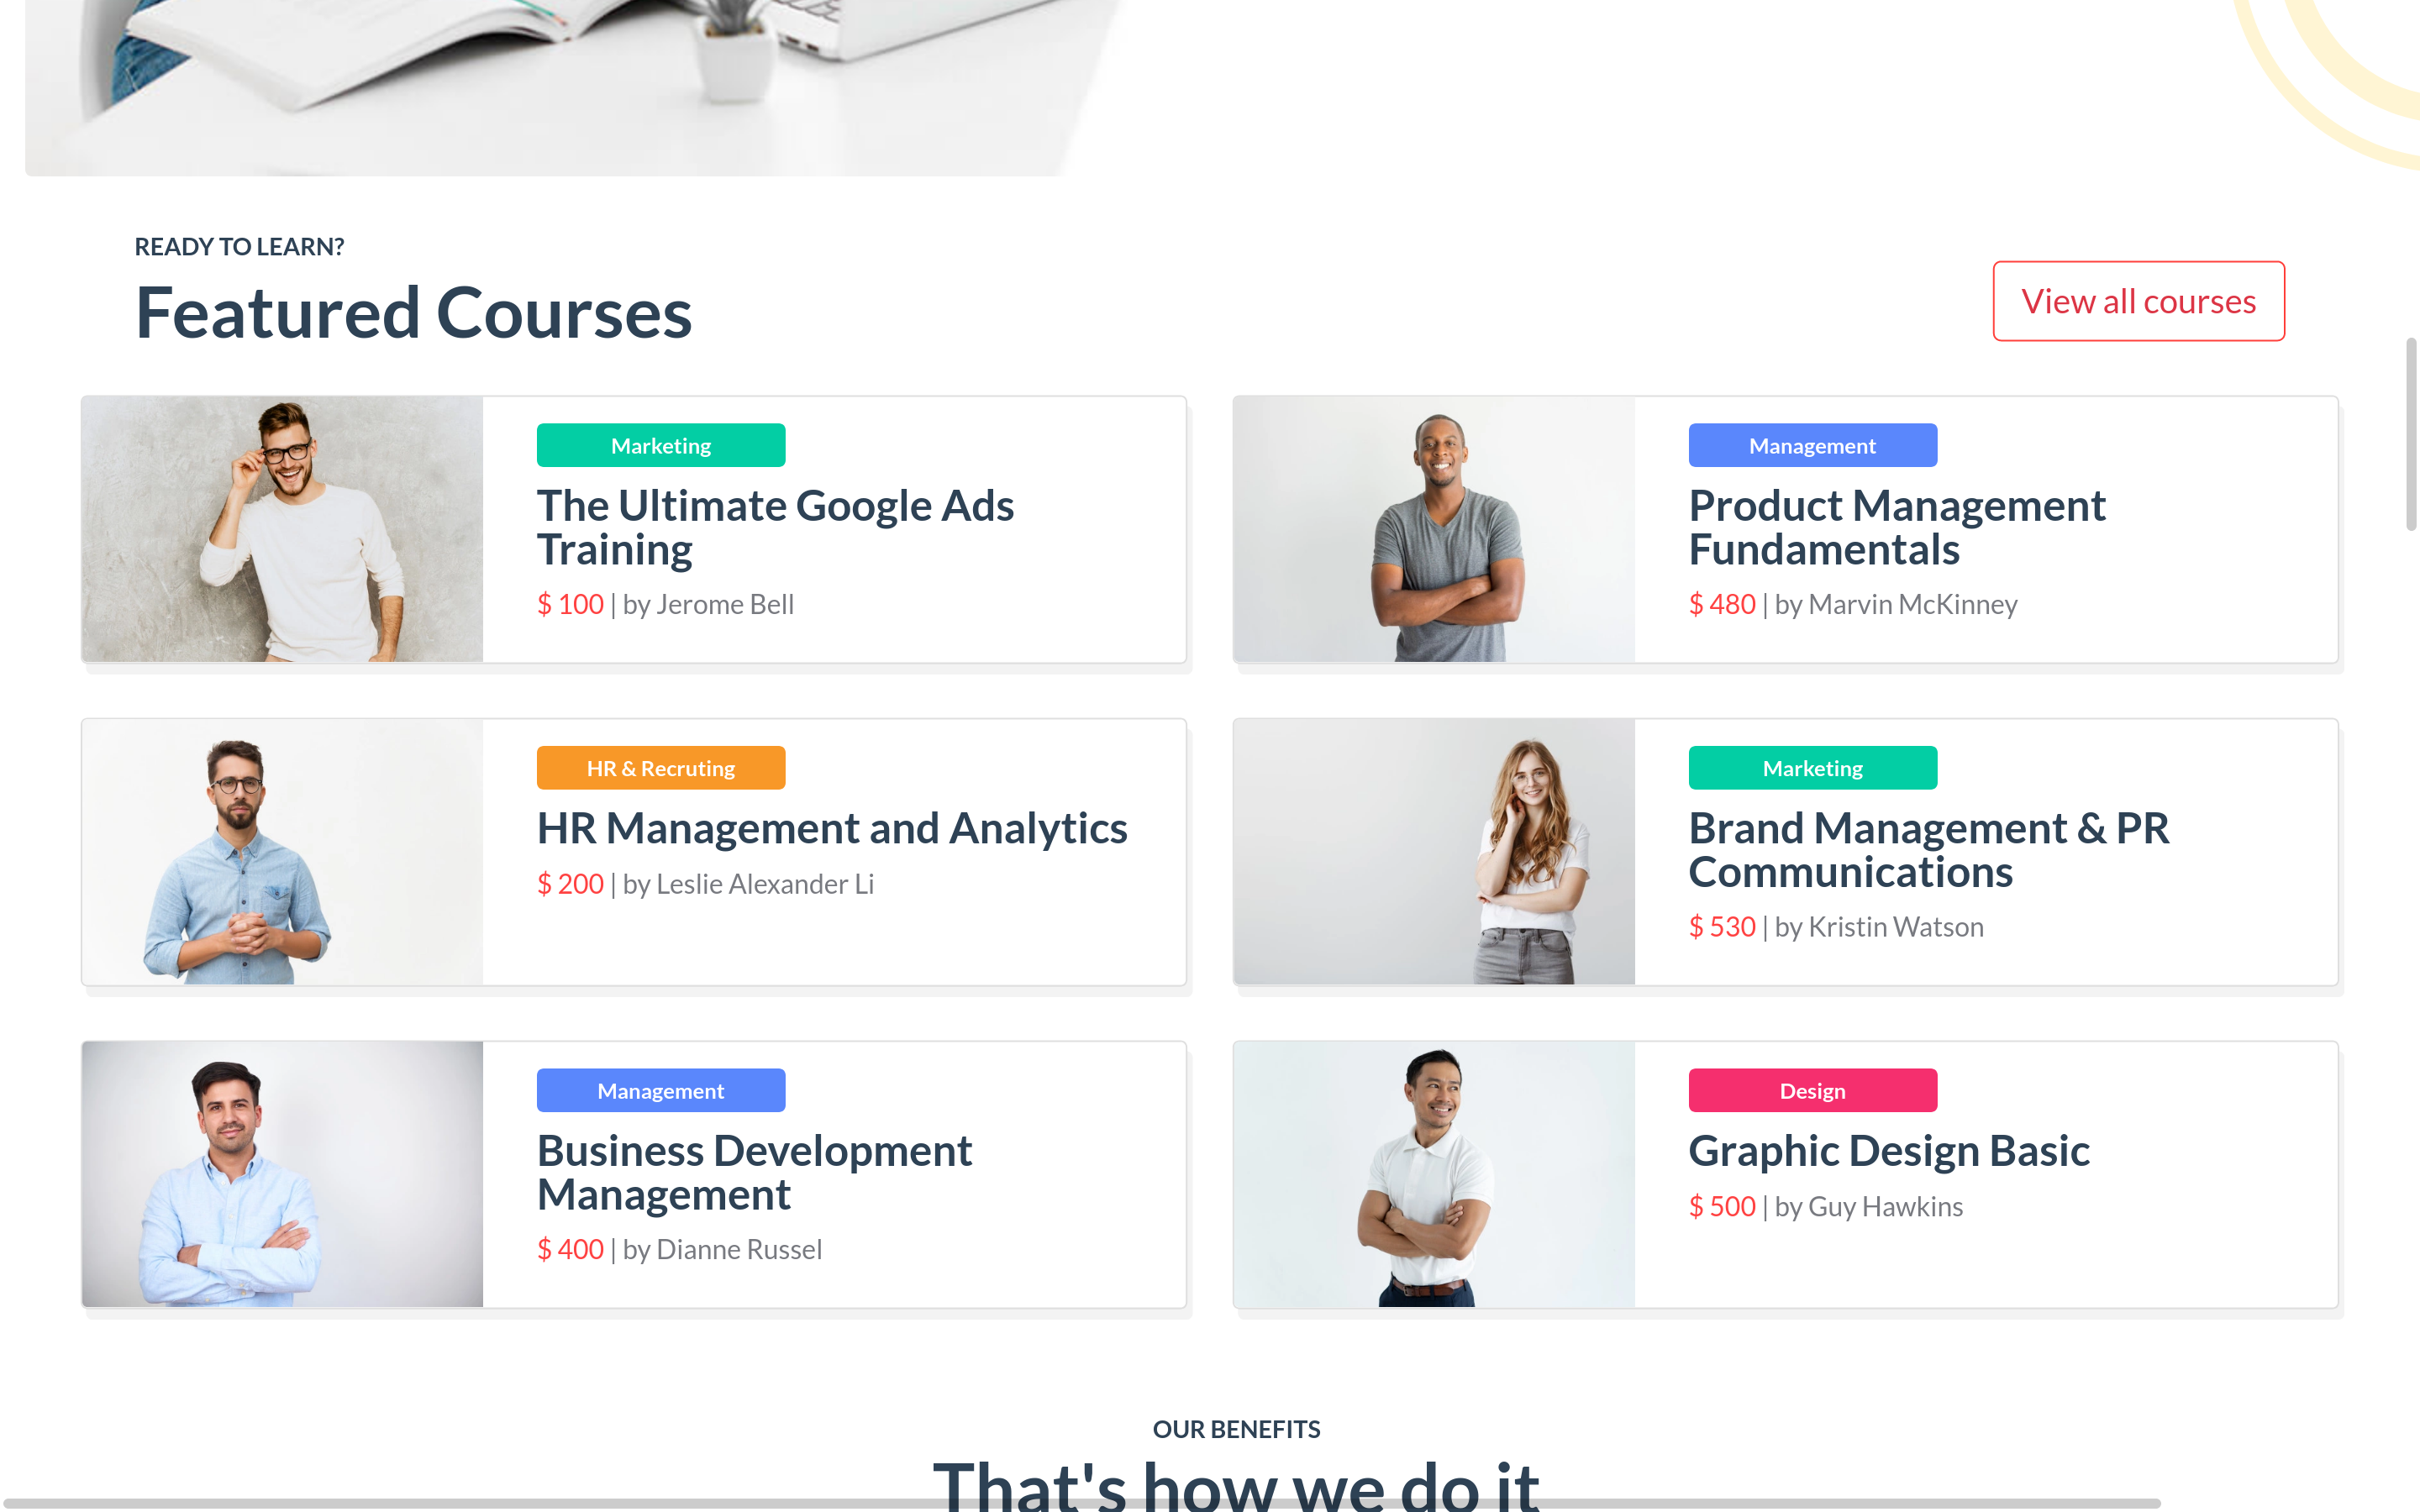 READY TO LEARN?
Featured Courses
View all courses
Marketing
The Ultimate Google Ads
Training
$ 100 | by Jerome Bell
Management
Product Management
Fundamentals
$ 480 | by Marvin McKinney
HR & Recruting
HR Management and Analytics
$ 200 | by Leslie Alexander Li
Marketing
Brand Management & PR
Communications
$ 530 | by Kristin Watson
Management
Business Development
Management
$ 400 | by Dianne Russel
Design
Graphic Design Basic
$ 500 | by Guy Hawkins
OUR BENEFITS
That's how we do it